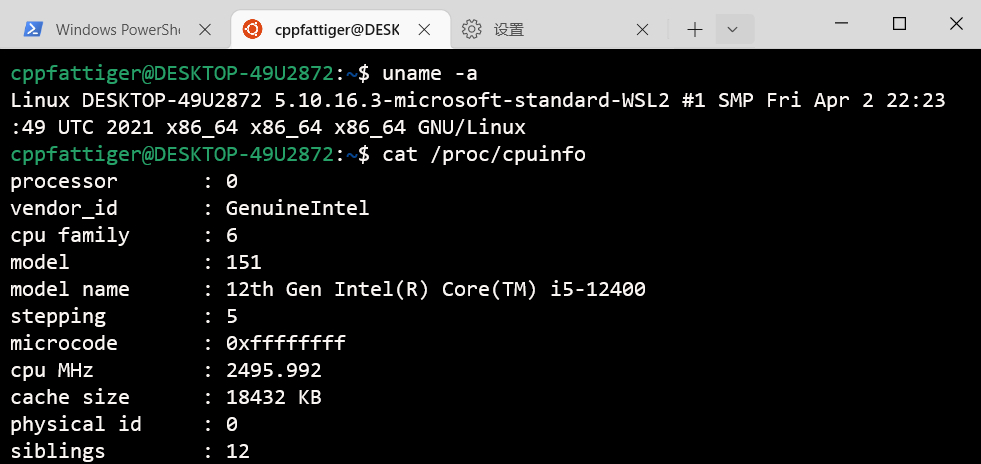 Windows PowerShe
cppfattiger@DESK
设置
cppfattiger@DESKTOP-49U2872:~$ uname -a
Linux DESKTOP-49U2872 5.10.16.3-microsoft-standard-WSL2 #1 SMP Fri Apr 2 22:23
:49 UTC 2021 x86_64 x86_64 x86_64 GNU/Linux
cppfattiger@DESKTOP-49U2872:~$ cat /proc/cpuinfo
processor : 0
vendor_id : GenuineIntel
cpu family : 6
model : 151
model name : 12th Gen Intel(R) Core(TM) i5-12400
stepping : 5
microcode : 0xffffffff
cpu MHz : 2495.992
cache size : 18432 KB
physical id : 0
siblings : 12